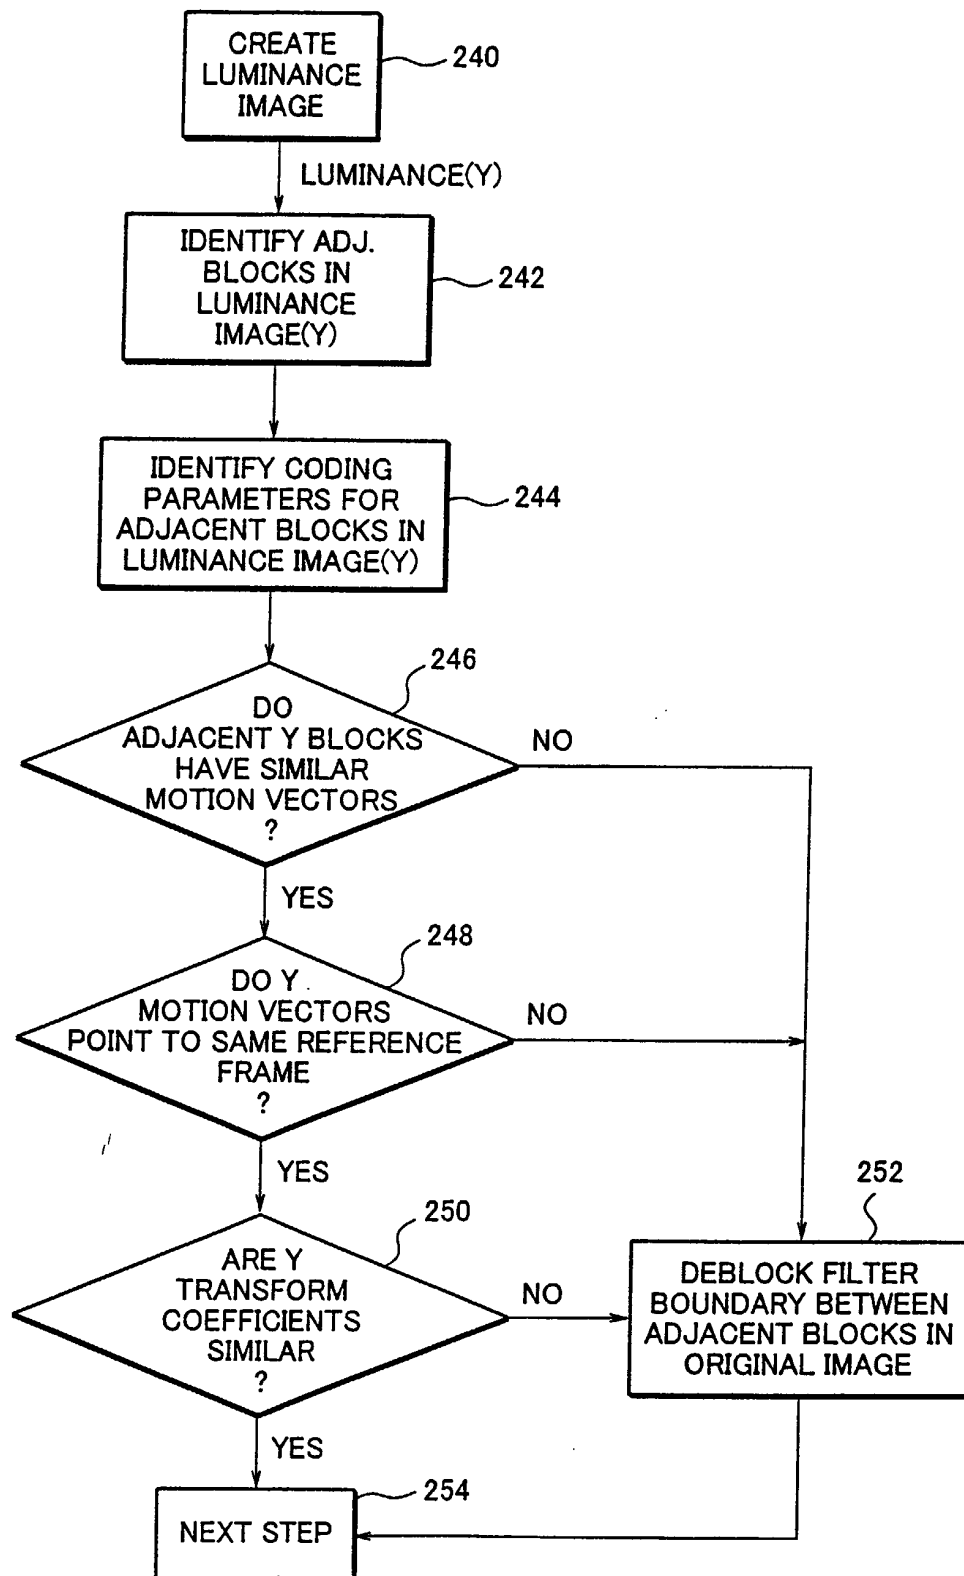 CREATE
LUMINANCE
IMAGE
240
LUMINANCE(Y)
IDENTIFY ADJ.
BLOCKS IN
LUMINANCE
IMAGE(Y)
242
IDENTIFY CODING
PARAMETERS FOR
ADJACENT BLOCKS IN
LUMINANCE IMAGE(Y)
244
246
DO
ADJACENT Y BLOCKS
HAVE SIMILAR
MOTION VECTORS
?
NO
YES
248
DO Y
MOTION VECTORS
POINT TO SAME REFERENCE
FRAME
?
NO
YES
250
ARE Y
TRANSFORM
COEFFICIENTS
SIMILAR
?
NO
252
DEBLOCK FILTER
BOUNDARY BETWEEN
ADJACENT BLOCKS IN
ORIGINAL IMAGE
YES
254
NEXT STEP